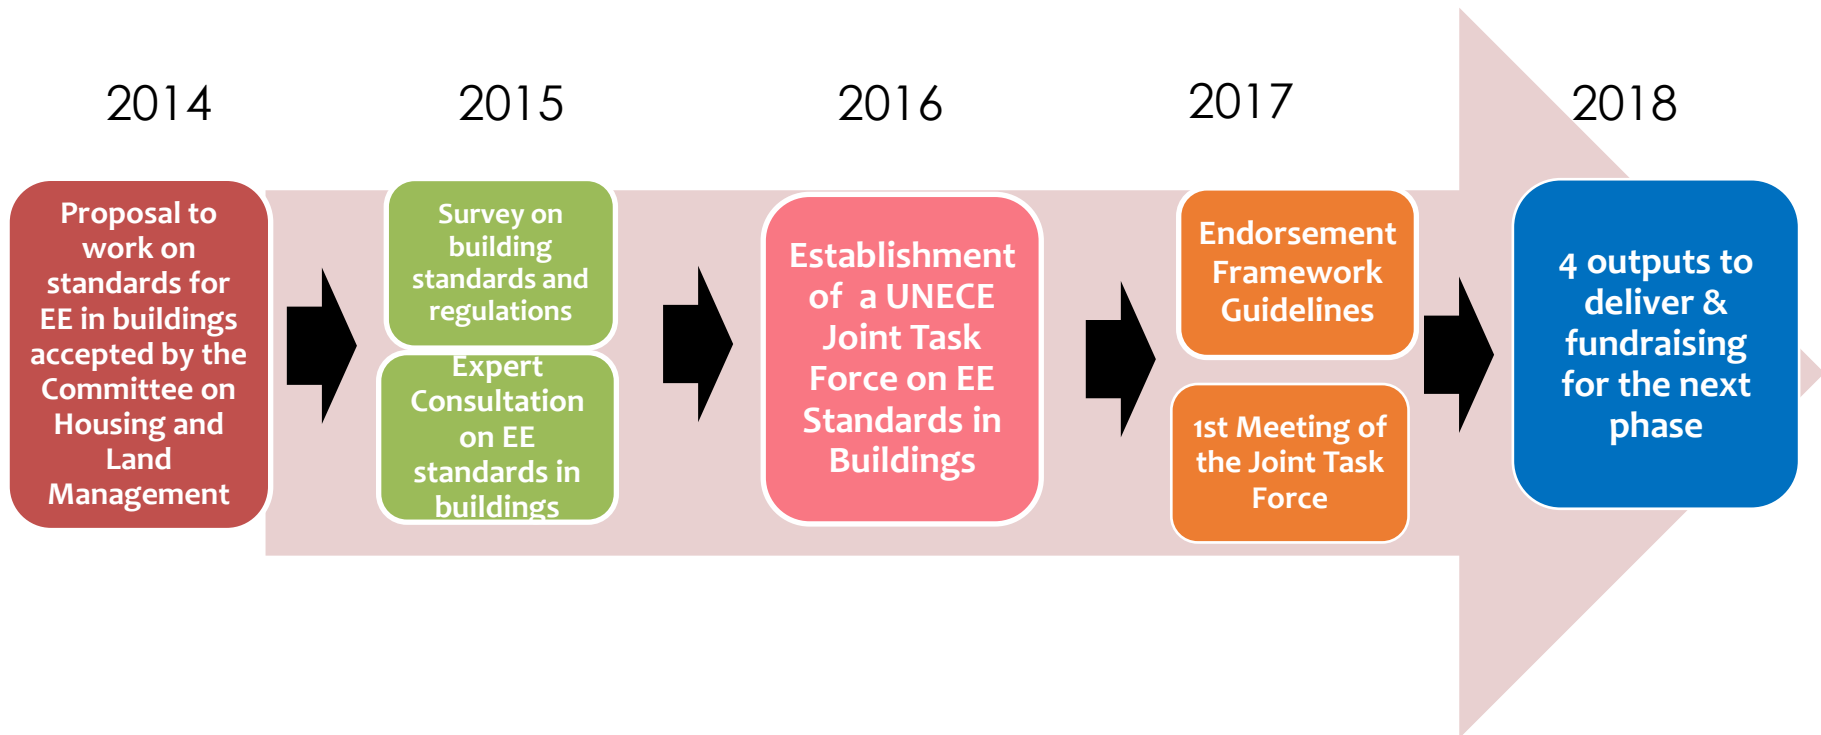 2014
2015
2016
2017
2018
Proposal to
work on
standards for
EE in buildings
accepted by the
Committee on
Housing and
Land
Management
Survey on
building
standards and
regulations
Expert
Consultation
on EE
standards in
buildings
Establishment
of a UNECE
Joint Task
Force on EE
Standards in
Buildings
Endorsement
Framework
Guidelines
1st Meeting of
the Joint Task
Force
4 outputs to
deliver &
fundraising
for the next
phase